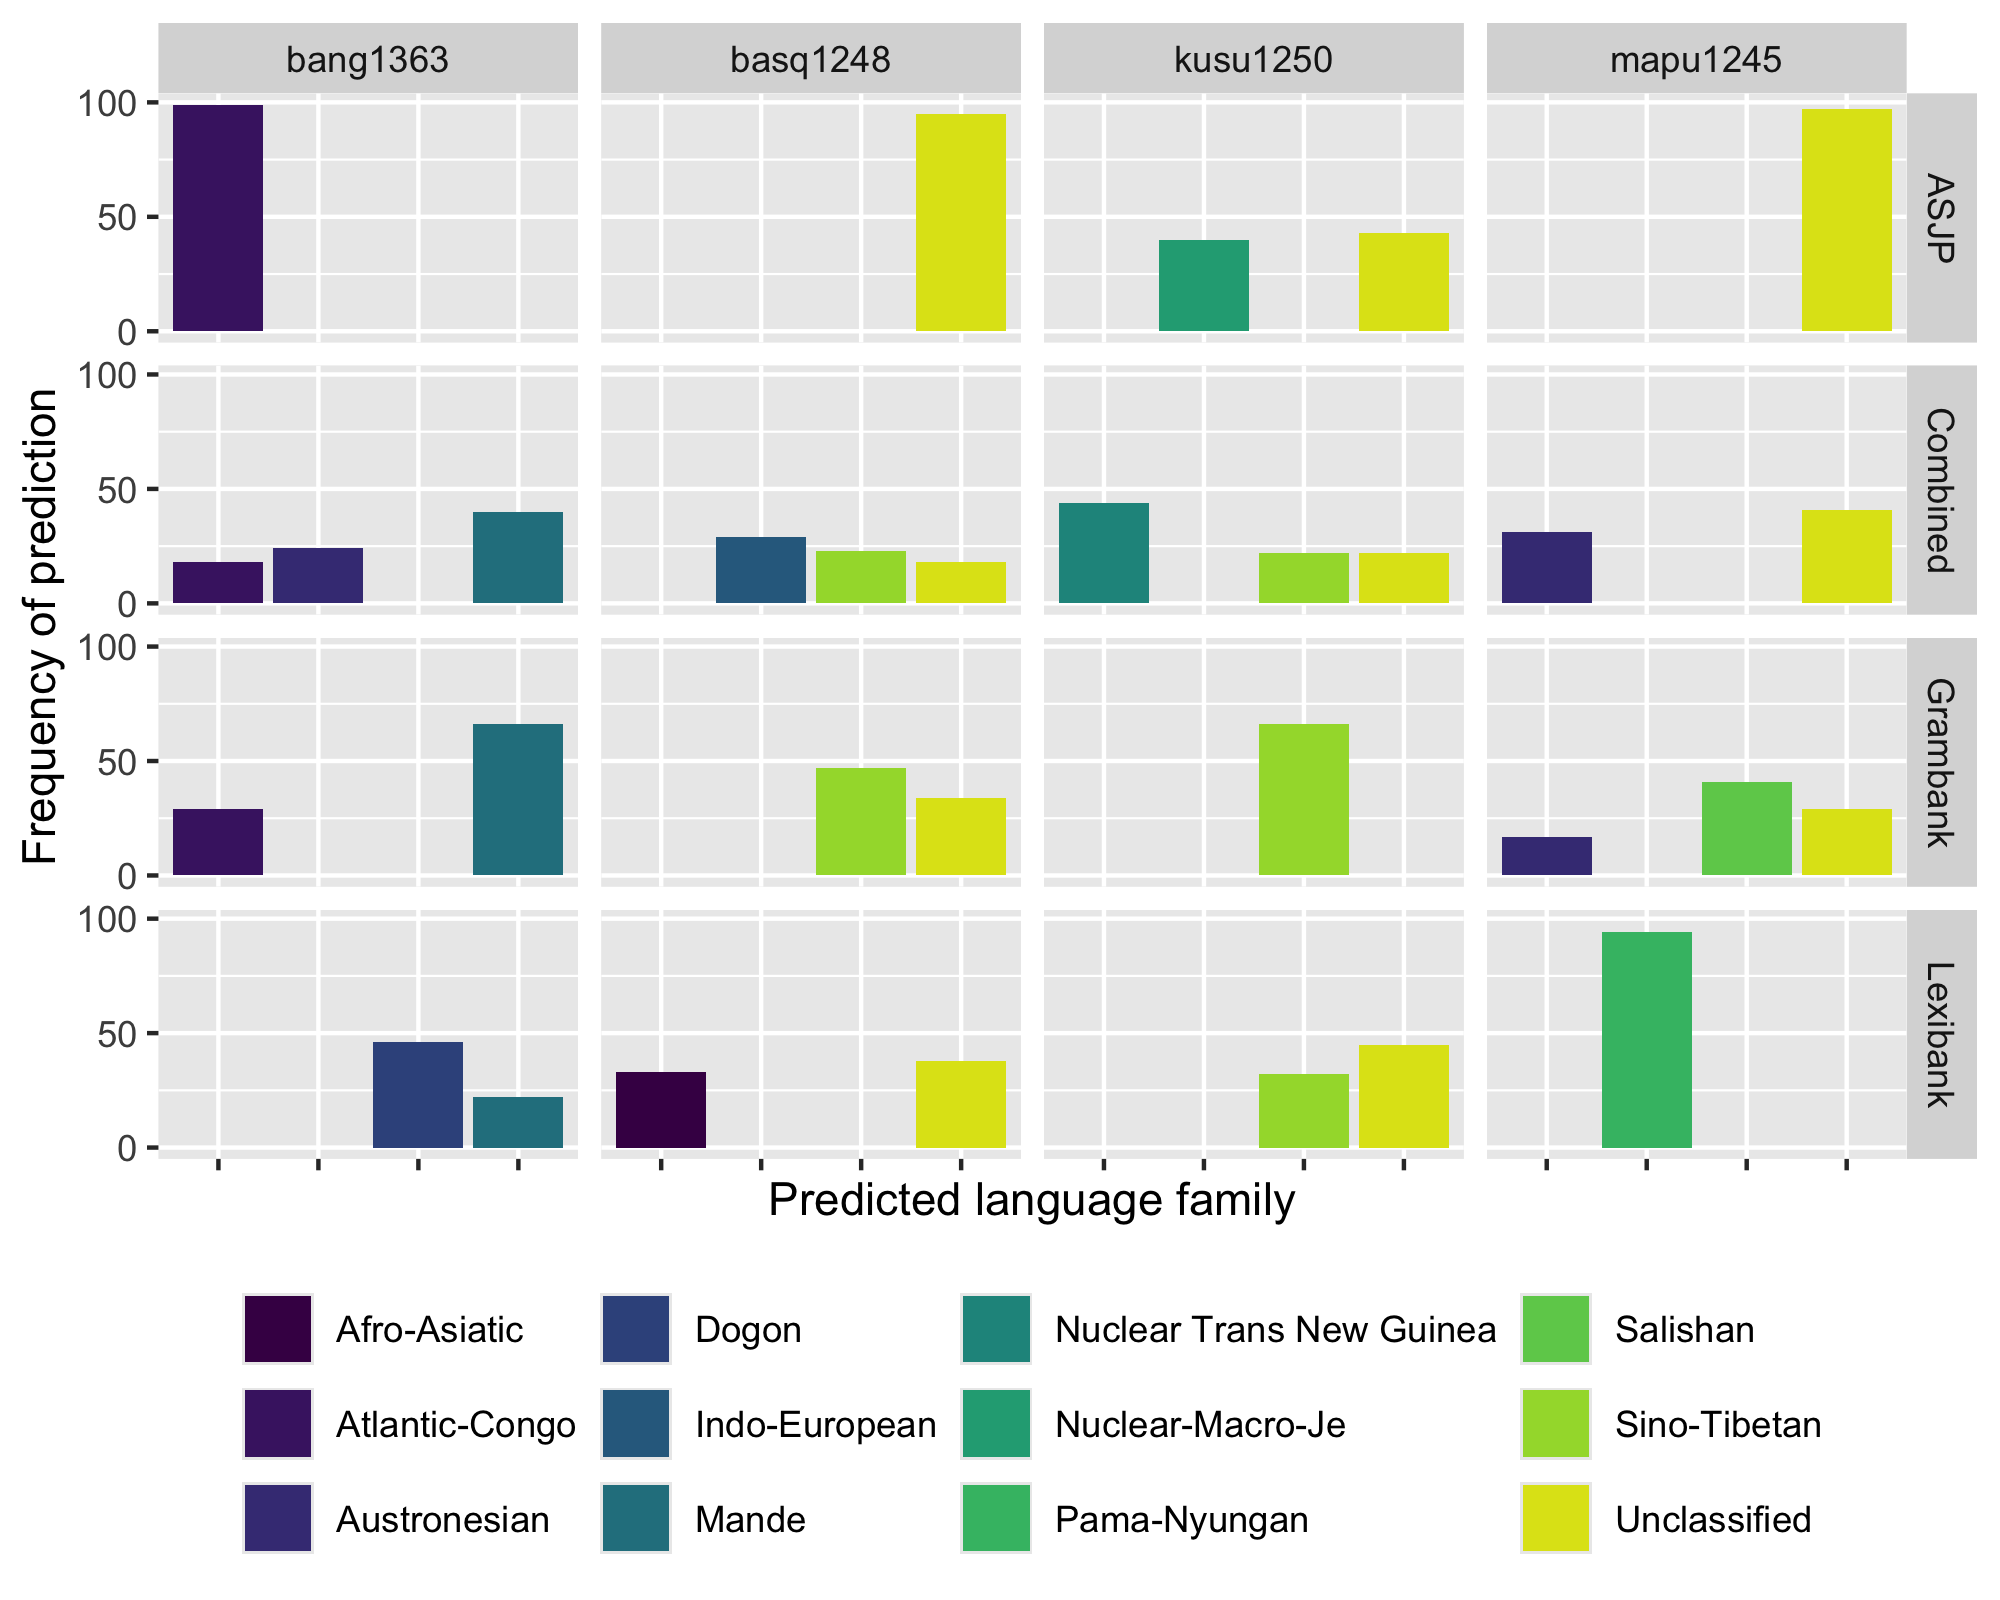 bang1363 basq1248 kusu1250 mapu1245
100
50
0
ASJP
100
50
0
Combined
100
50
0
Grambank
100
50
0
Lexibank
Frequency of prediction
Predicted language family
Afro-Asiatic Dogon Nuclear Trans New Guinea Salishan
Atlantic-Congo Indo-European Nuclear-Macro-Je Sino-Tibetan
Austronesian Mande Pama-Nyungan Unclassified